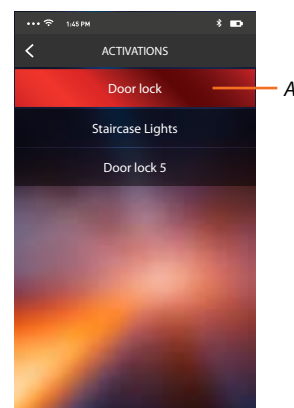 1:45 PM
ACTIVATIONS
Door lock
A
Staircase Lights
Door lock 5